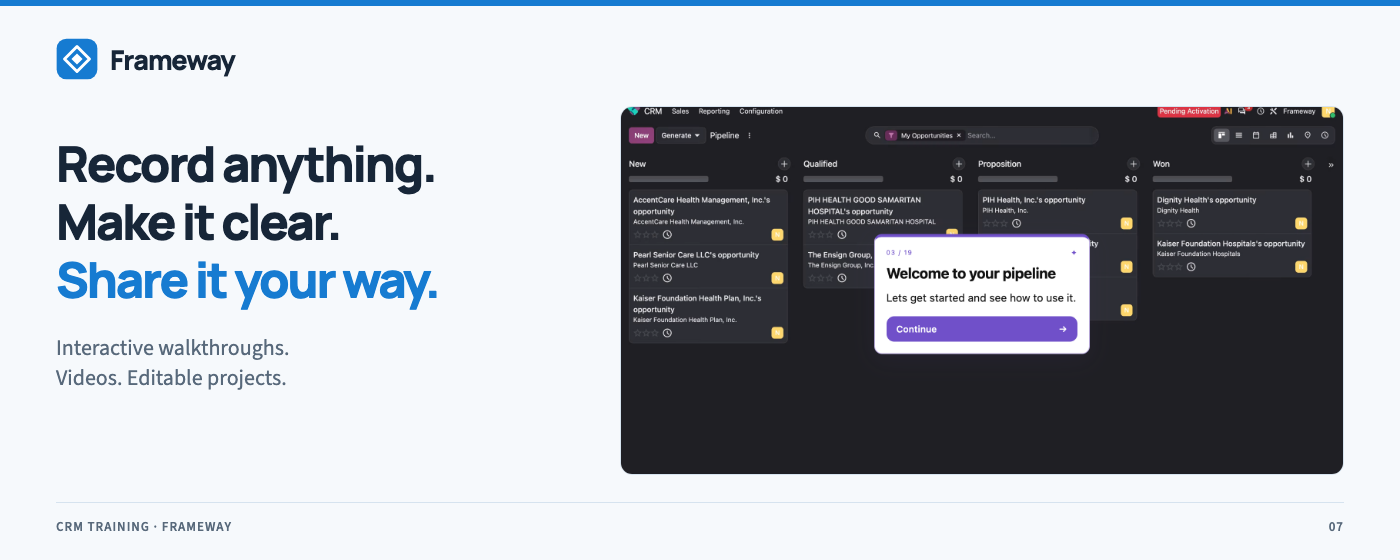 Frameway
Record anything.
Make it clear.
Share it your way.
Interactive walkthroughs.
Videos. Editable projects.
CRM Sales Reporting Configuration
Pending Activation
Frameway
New Generate Pipeline
My Opportunities × Search...
New
$ 0
AccentCare Health Management, Inc.'s
opportunity
AccentCare Health Management, Inc.
Pearl Senior Care LLC's opportunity
Pearl Senior Care LLC
Kaiser Foundation Health Plan, Inc.'s
opportunity
Kaiser Foundation Health Plan, Inc.
Qualified
$ 0
PIH HEALTH GOOD SAMARITAN
HOSPITAL's opportunity
PIH HEALTH GOOD SAMARITAN HOSPITAL
The Ensign Group,
The Ensign Group, Inc
Proposition
$ 0
PIH Health, Inc.'s opportunity
PIH Health, Inc.
Won
$ 0
Dignity Health's opportunity
Dignity Health
Kaiser Foundation Hospitals's opportunity
Kaiser Foundation Hospitals
03 / 19
Welcome to your pipeline
Lets get started and see how to use it.
Continue →
CRM TRAINING · FRAMEWAY
07